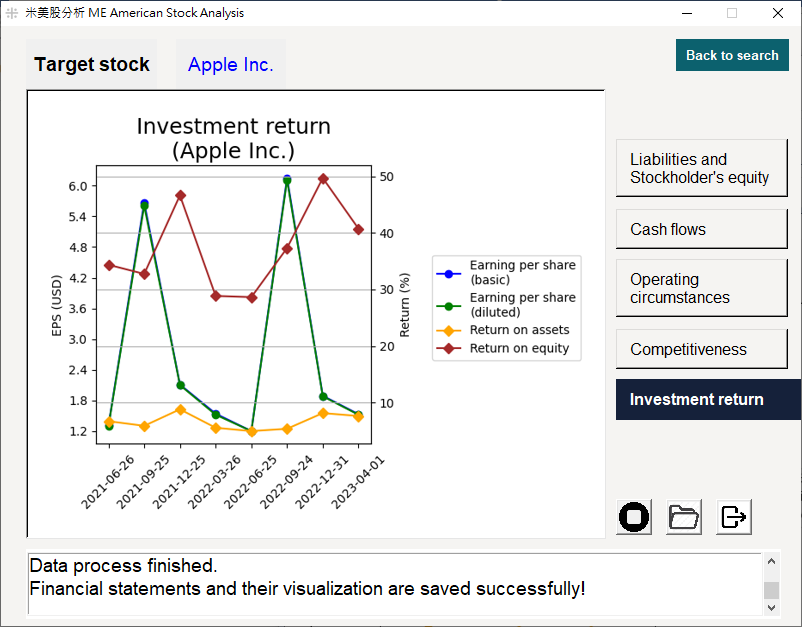 米美股分析 ME American Stock Analysis
Target stock
Apple Inc.
Back to search
Investment return
(Apple Inc.)
6.0
5.4
4.8
4.2
3.6
3.0
2.4
1.8
1.2
EPS (USD)
50
40
30
20
10
Return (%)
2021-06-26
2021-09-25
2021-12-25
2022-03-26
2022-06-25
2022-09-24
2022-12-31
2023-04-01
Earning per share
(basic)
Earning per share
(diluted)
Return on assets
Return on equity
Liabilities and
Stockholder's equity
Cash flows
Operating
circumstances
Competitiveness
Investment return
Data process finished.
Financial statements and their visualization are saved successfully!